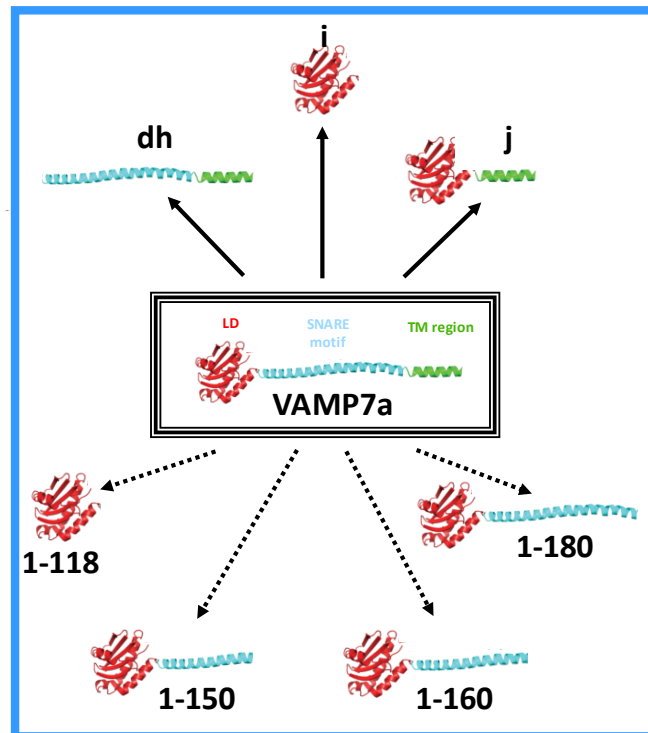 i
dh
j
LD
SNARE
motif
TM region
VAMP7a
1-118
1-180
1-150
1-160